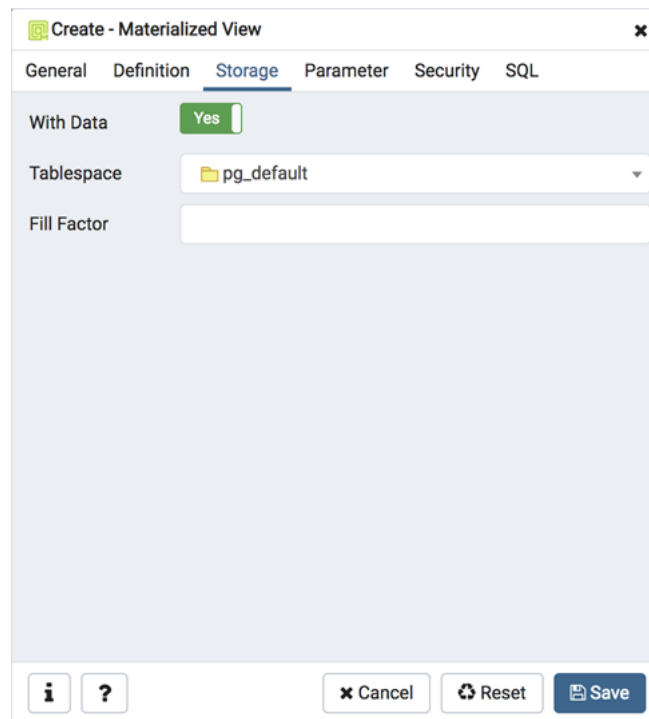 Create - Materialized View
General Definition Storage Parameter Security SQL
With Data Yes
Tablespace pg_default
Fill Factor
i ? Cancel Reset Save